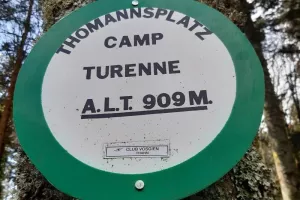 THOMANNSPLATZ
CAMP
TURENNE
A.L.T. 909 M.
CLUB VOSGIEN